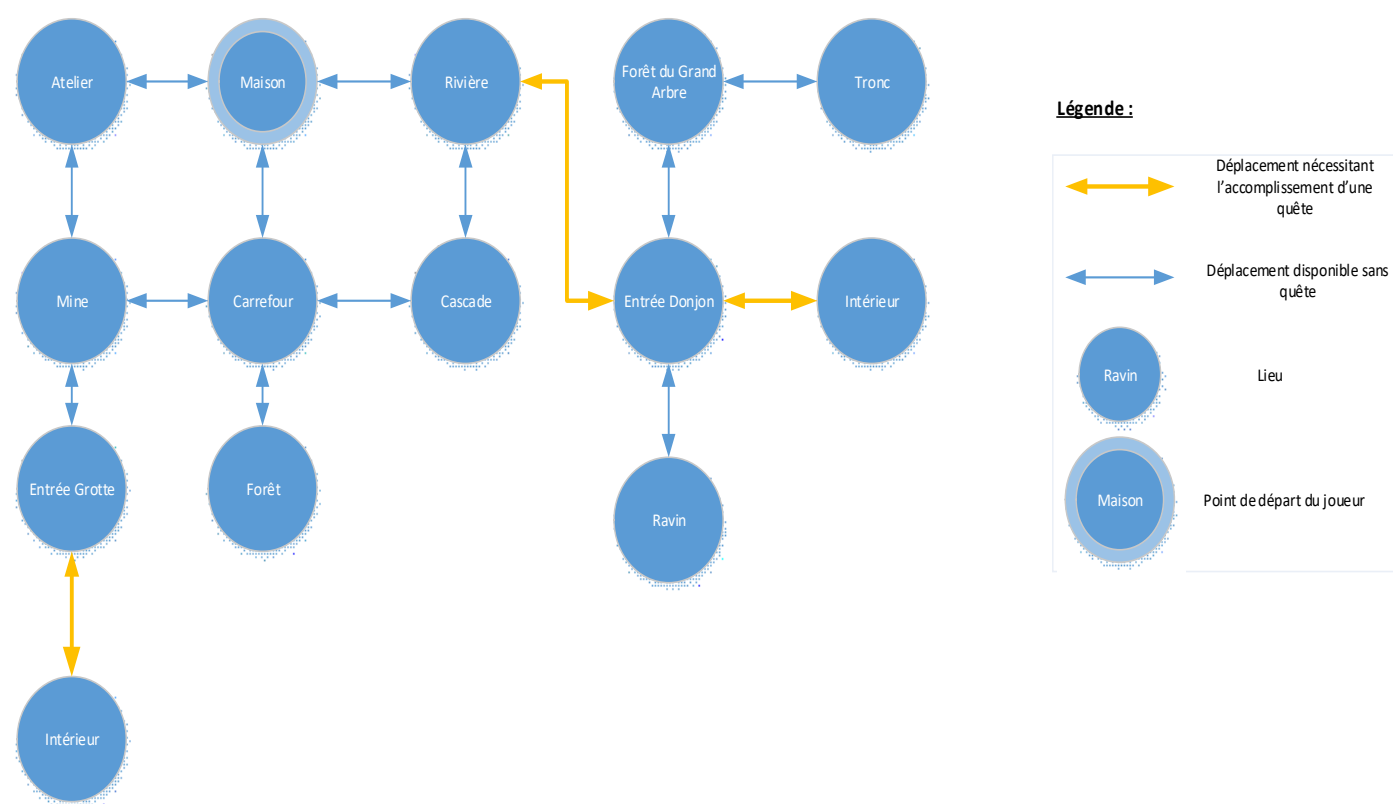 Atelier
Maison
Rivière
Forêt du Grand
Arbre
Tronc
Mine
Carrefour
Cascade
Entrée Donjon
Intérieur
Entrée Grotte
Forêt
Ravin
Intérieur
Légende :
Déplacement nécessitant
l'accomplissement d'une
quête
Déplacement disponible sans
quête
Ravin
Lieu
Maison
Point de départ du joueur